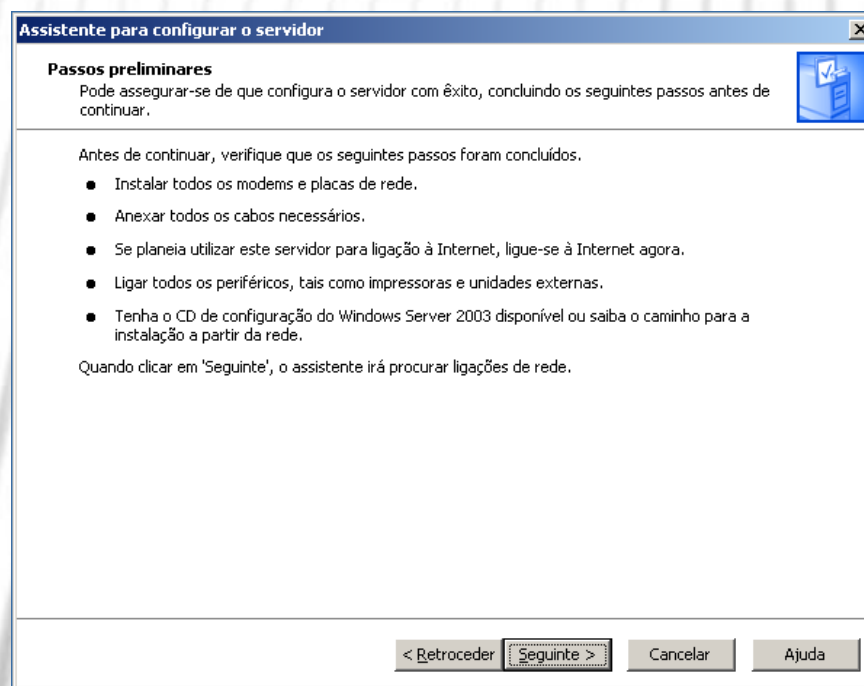 Assistente para configurar o servidor
Passos preliminares
Pode assegurar-se de que configura o servidor com êxito, concluindo os seguintes passos antes de
continuar.
Antes de continuar, verifique que os seguintes passos foram concluídos.
Instalar todos os modems e placas de rede.
Anexar todos os cabos necessários.
Se planeia utilizar este servidor para ligação à Internet, ligue-se à Internet agora.
Ligar todos os periféricos, tais como impressoras e unidades externas.
Tenha o CD de configuração do Windows Server 2003 disponível ou saiba o caminho para a
instalação a partir da rede.
Quando clicar em 'Seguinte', o assistente irá procurar ligações de rede.
< Retroceder Seguinte > Cancelar Ajuda